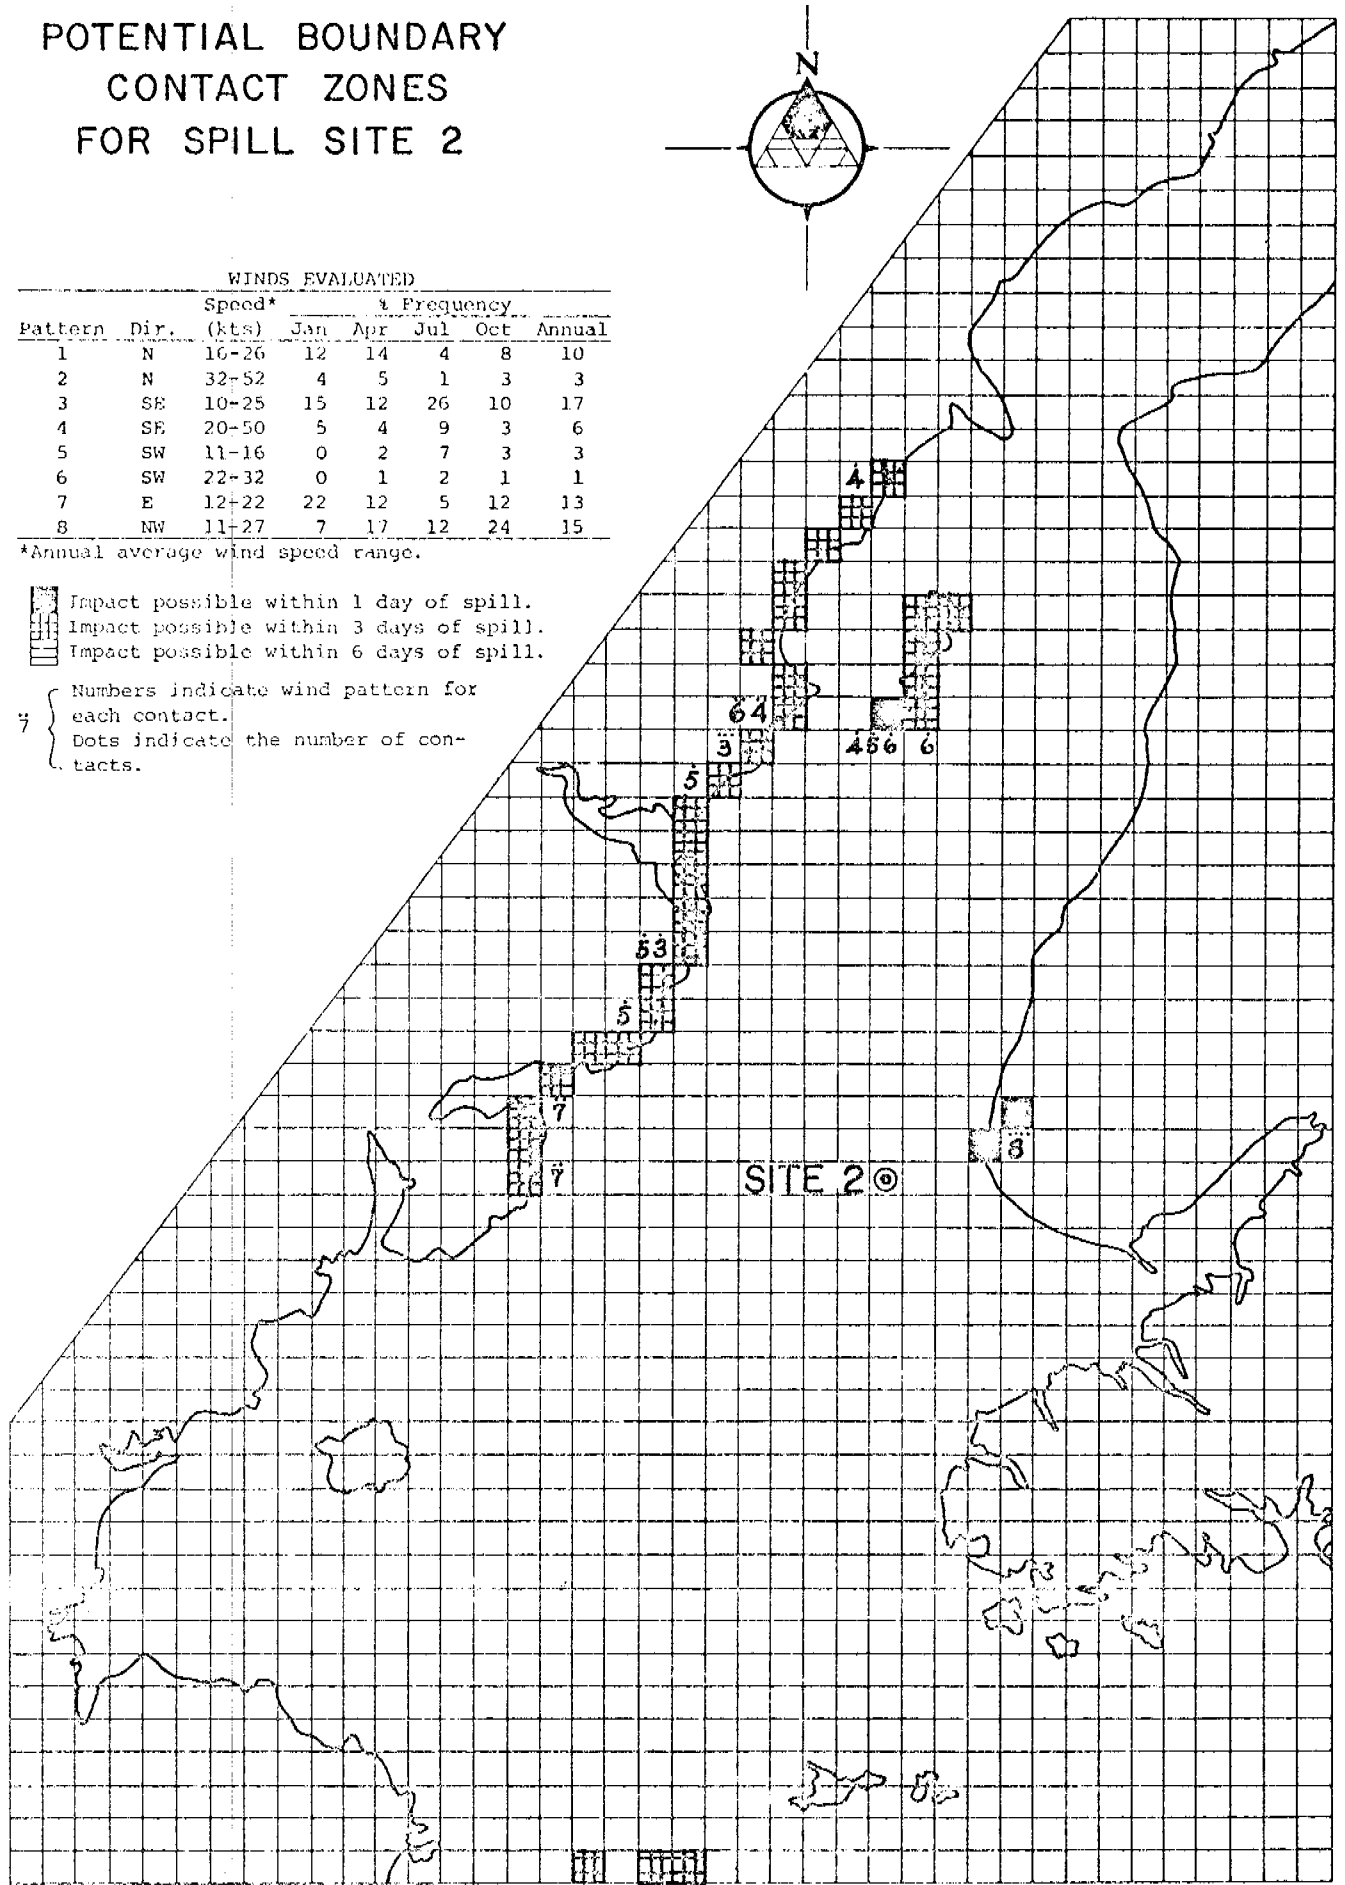 POTENTIAL BOUNDARY
CONTACT ZONES
FOR SPILL SITE 2
N
WINDS EVALUATED
Speed* % Frequency
Pattern Dir. (kts) Jan Apr Jul Oct Annual
1 N 16-26 12 14 4 8 10
2 N 32-52 4 5 1 3 3
3 SE 10-25 15 12 26 10 17
4 SE 20-50 5 4 9 3 6
5 SW 11-16 0 2 7 3 3
6 SW 22-32 0 1 2 1 1
7 E 12-22 22 12 5 12 13
8 NW 11-27 7 17 12 24 15
*Annual average wind speed range.
Impact possible within 1 day of spill.
Impact possible within 3 days of spill.
Impact possible within 6 days of spill.
7 { Numbers indicate wind pattern for
each contact.
Dots indicate the number of con-
tacts.
4
6 4
3
4 5 6 6
5
5 3
5
7
7
8
SITE 2